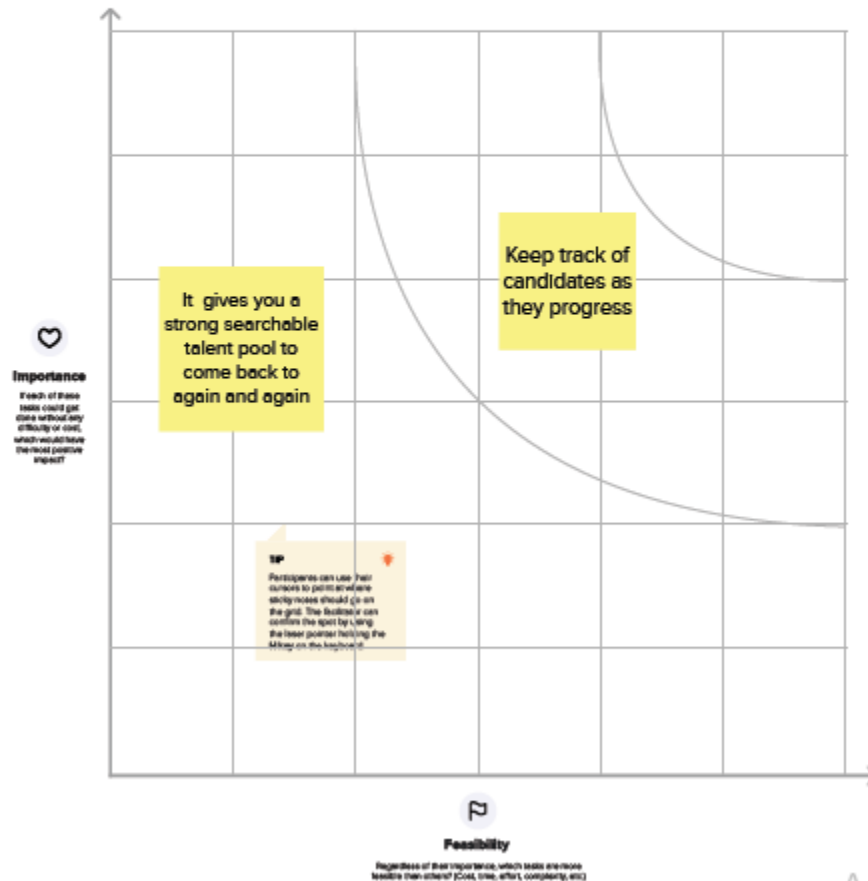 Keep track of
candidates as
they progress
It gives you a
strong searchable
talent pool to
come back to
again and again
Importance
If each of these
tasks could get
done without any
difficulty or cost,
which would have
the most positive
impact?
TIP
Participants can use their
cursors to point at where
sticky notes should go on
the grid. The facilitator can
confirm the spot by using
the laser pointer holding the
H key on the keyboard.
Feasibility
Regardless of their importance, which tasks are more
feasible than others? (Cost, time, effort, complexity, etc.)